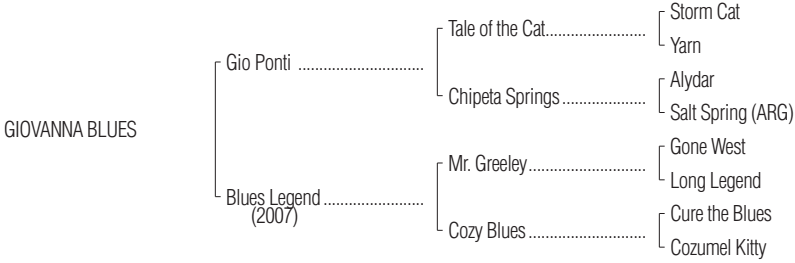 Storm Cat
Tale of the Cat
Yarn
Gio Ponti
Alydar
Chipeta Springs
Salt Spring (ARG)
GIOVANNA BLUES
Gone West
Mr. Greeley
Long Legend
Blues Legend
(2007)
Cure the Blues
Cozy Blues
Cozumel Kitty